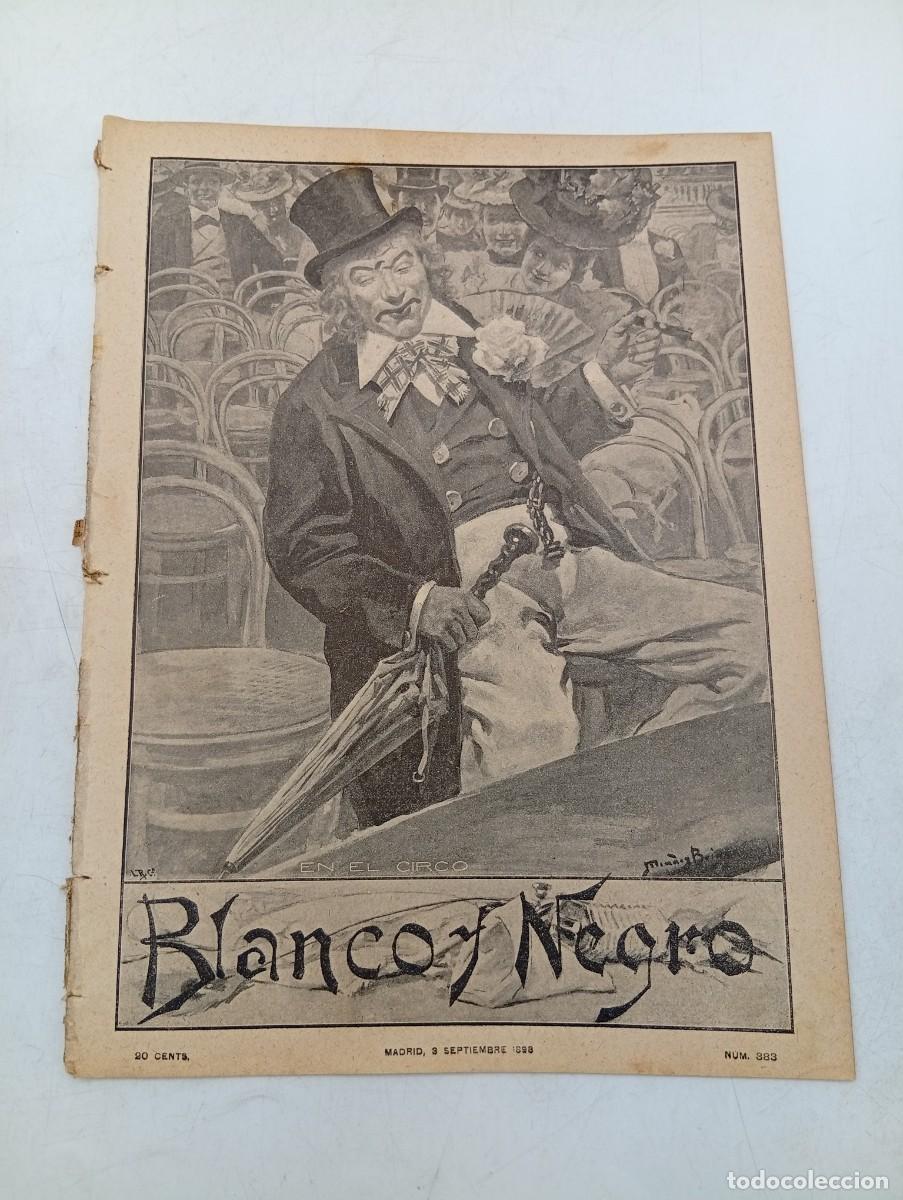 EN EL CIRCO
Blanco y Negro
20 CENTS.
MADRID, 3 SEPTIEMBRE 1898
NUM. 383
todocoleccion